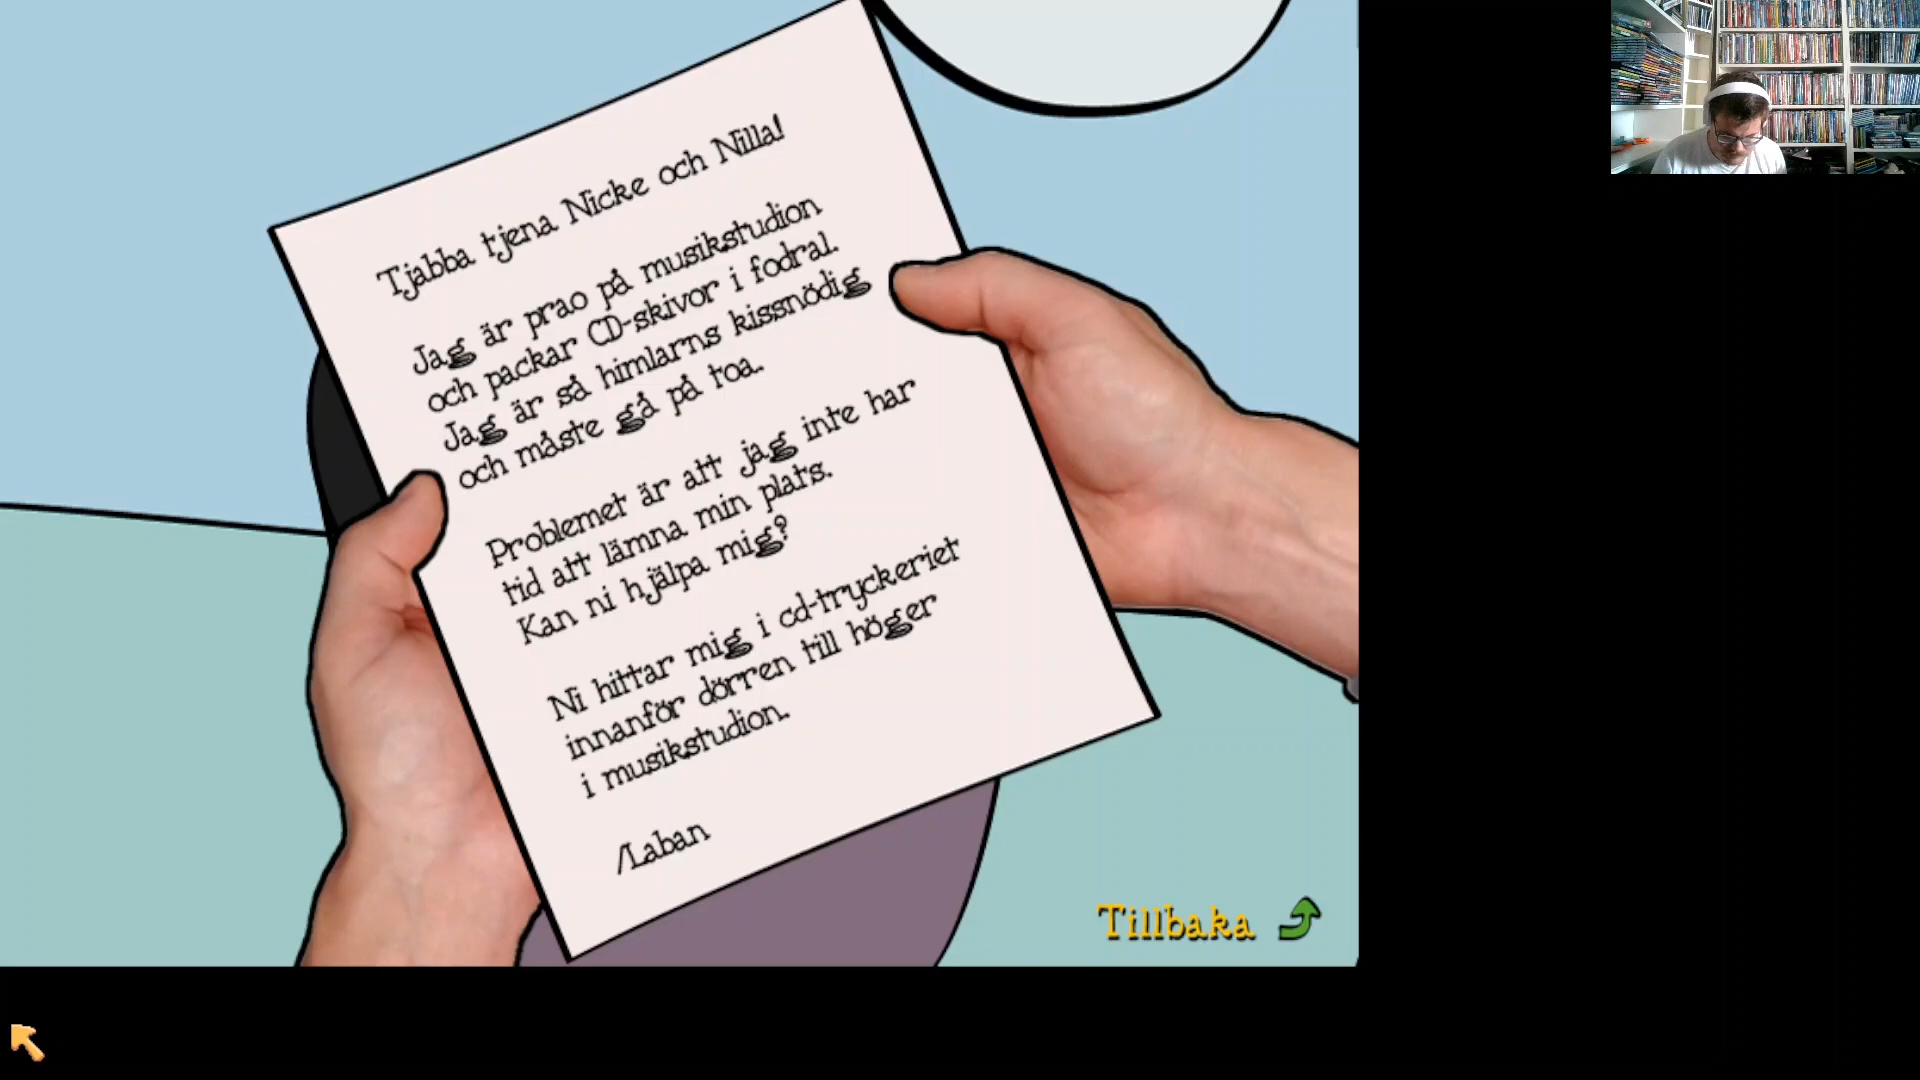 Tjabba tjena Nicke och Nilla!
Jag är prao på musikstudion
och packar CD-skivor i fodral.
Jag är så himlarns kissnödig
och måste gå på toa.
Problemet är att jag inte har
tid att lämna min plats.
Kan ni hjälpa mig?
Ni hittar mig i cd-tryckeriet
innanför dörren till höger
i musikstudion.
/Laban
Tillbaka